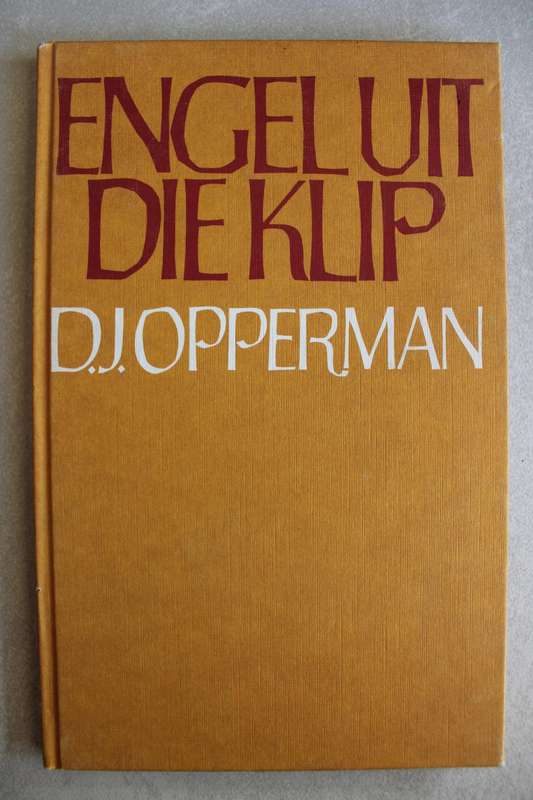 ENGEL UIT
DIE KLIP
D.J. OPPERMAN